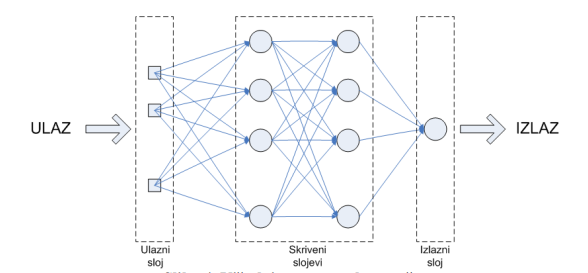 ULAZ
IZLAZ
Ulazni
sloj
Skriveni
slojevi
Izlazni
sloj